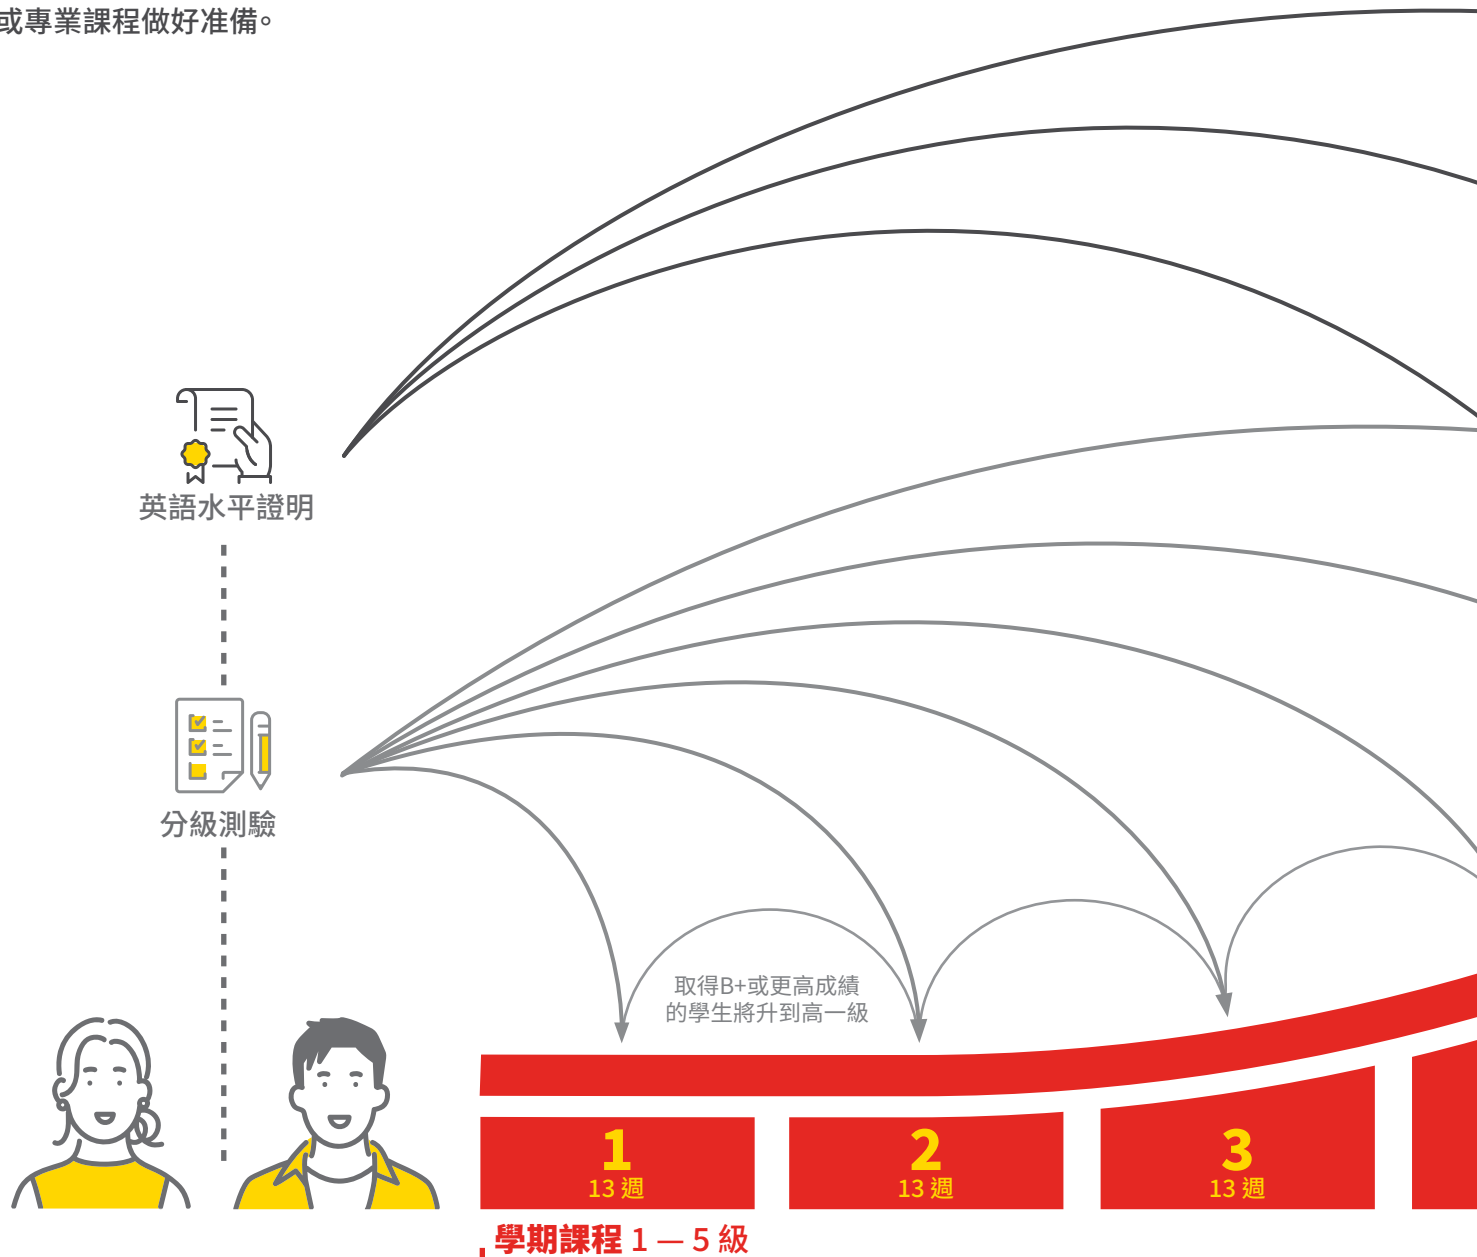 或專業課程做好准備。
英語水平證明
分級測驗
取得B+或更高成績
的學生將升到高一級
1
13 週
2
13 週
3
13 週
學期課程 1 — 5 級